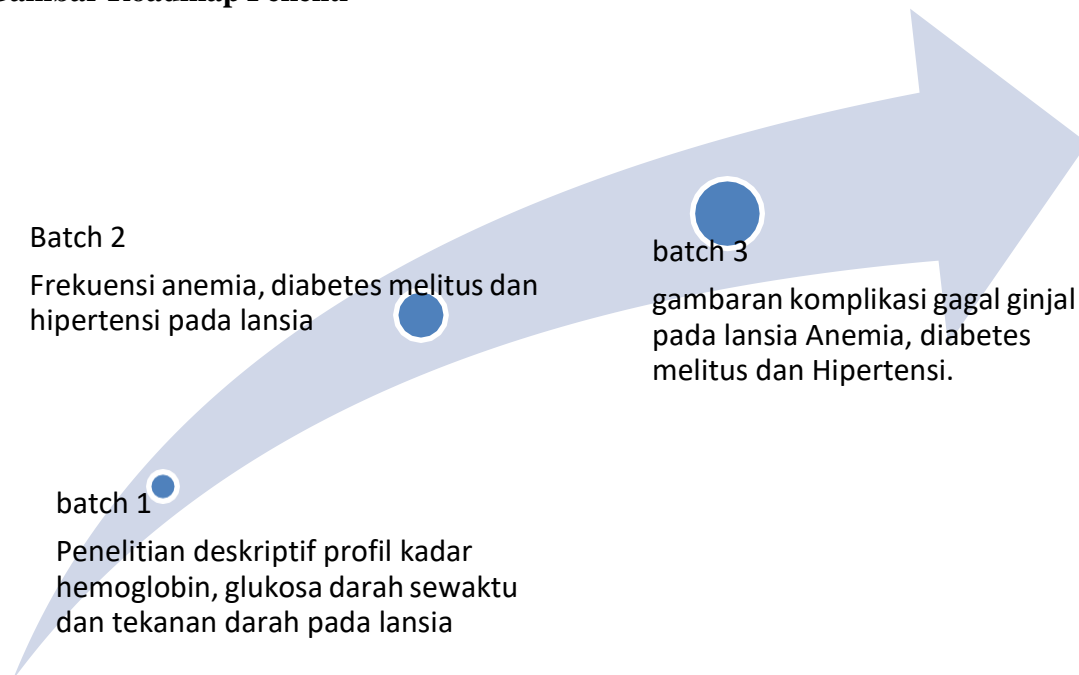 batch 1
Penelitian deskriptif profil kadar
hemoglobin, glukosa darah sewaktu
dan tekanan darah pada lansia
Batch 2
Frekuensi anemia, diabetes melitus dan
hipertensi pada lansia
batch 3
gambaran komplikasi gagal ginjal
pada lansia Anemia, diabetes
melitus dan Hipertensi.